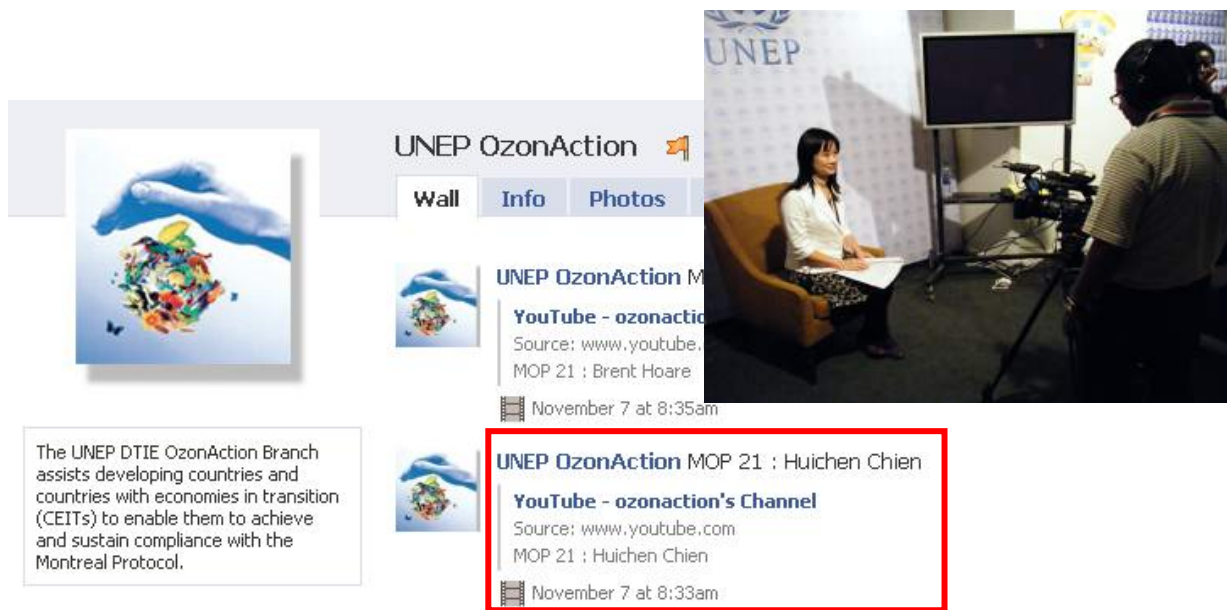 UNEP
UNEP OzonAction
Wall Info Photos
UNEP OzonAction
YouTube -
Source: www.youtube.
MOP 21 : Brent Hoare
November 7 at 8:35am
The UNEP DTIE OzonAction Branch
assists developing countries and
countries with economies in transition
(CEITs) to enable them to achieve
and sustain compliance with the
Montreal Protocol.
UNEP OzonAction MOP 21 : Huichen Chien
YouTube - ozonaction's Channel
Source: www.youtube.com
MOP 21 : Huichen Chien
November 7 at 8:33am